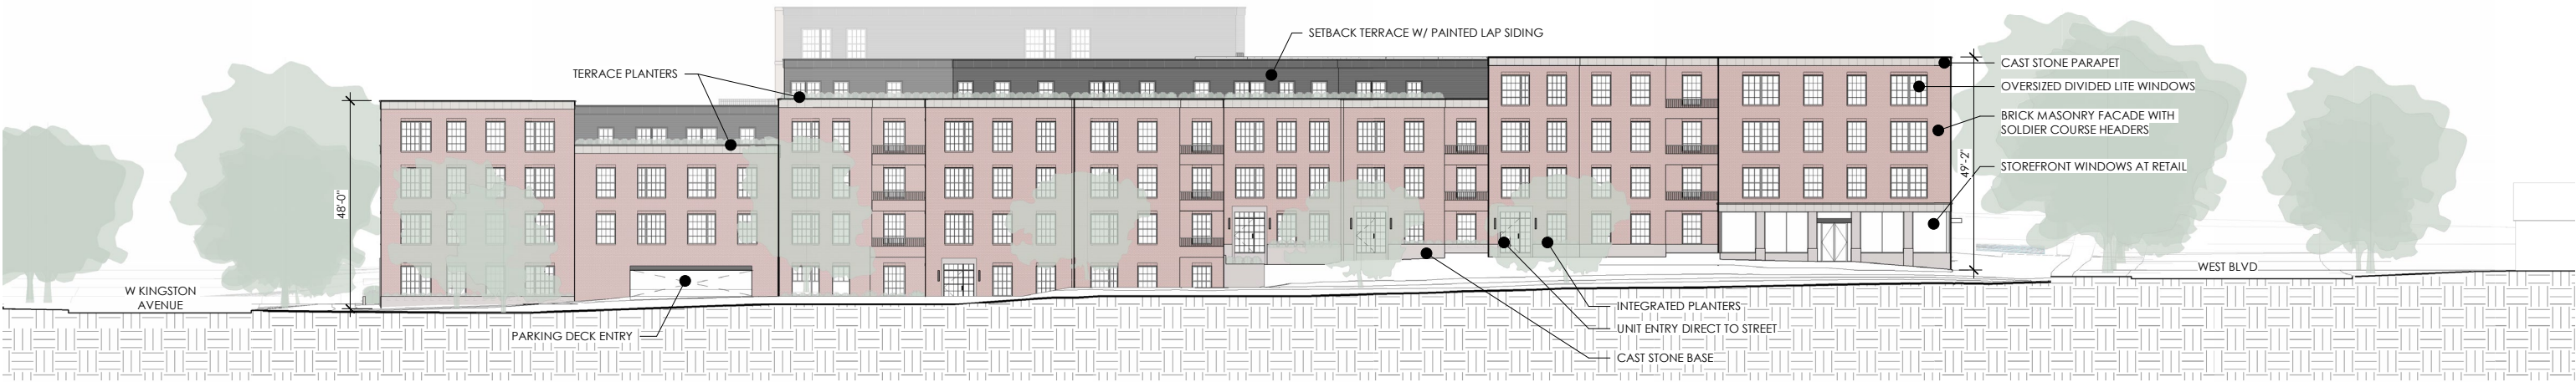 SETBACK TERRACE W/ PAINTED LAP SIDING
TERRACE PLANTERS
CAST STONE PARAPET
OVERSIZED DIVIDED LITE WINDOWS
BRICK MASONRY FACADE WITH
SOLDIER COURSE HEADERS
STOREFRONT WINDOWS AT RETAIL
48'-0"
49'-2"
W KINGSTON
AVENUE
WEST BLVD
PARKING DECK ENTRY
INTEGRATED PLANTERS
UNIT ENTRY DIRECT TO STREET
CAST STONE BASE